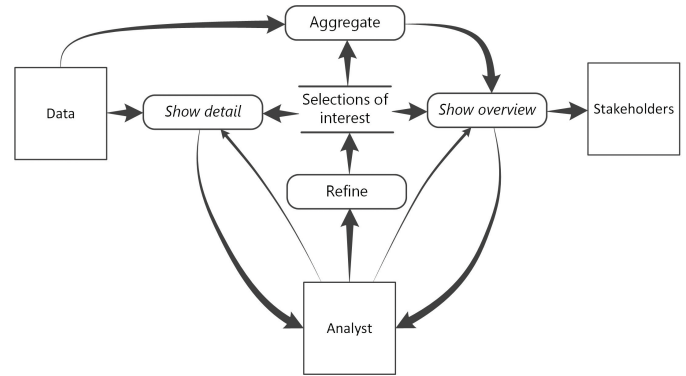 Aggregate
Data
Show detail
Selections of
interest
Show overview
Stakeholders
Refine
Analyst